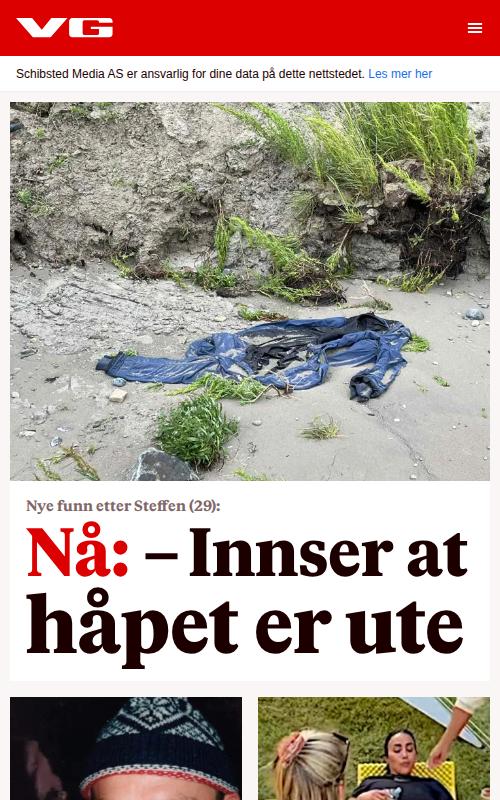 VG
Schibsted Media AS er ansvarlig for dine data på dette nettstedet. Les mer her
Nye funn etter Steffen (29):
Nå: – Innser at
håpet er ute